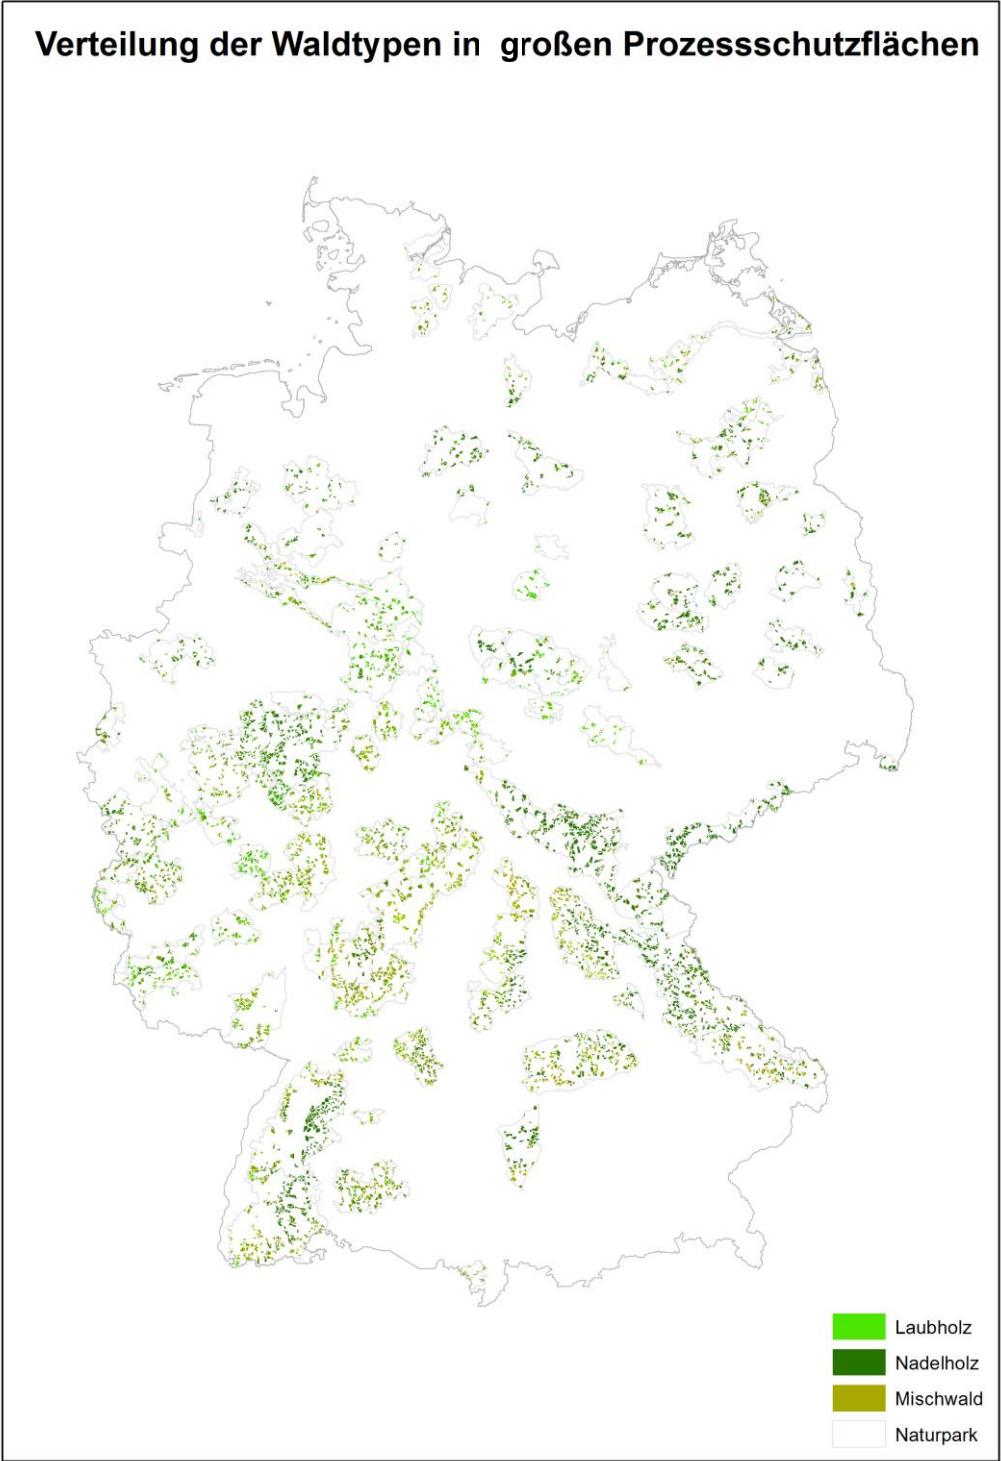 Verteilung der Waldtypen in großen Prozessschutzflächen
Laubholz
Nadelholz
Mischwald
Naturpark